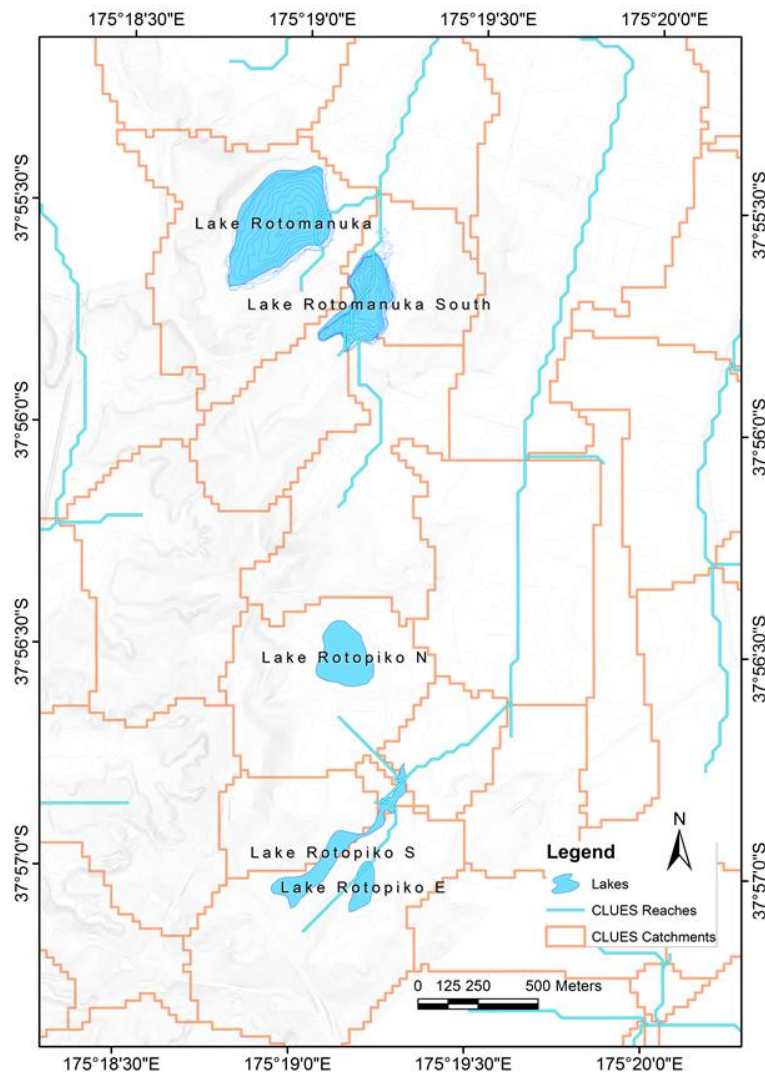 175°18'30"E 175°19'0"E 175°19'30"E 175°20'0"E
37°55'30"S
37°55'30"S
Lake Rotomanuka
Lake Rotomanuka South
37°56'0"S
37°56'0"S
37°56'30"S
Lake Rotopiko N
37°56'30"S
37°57'0"S
Lake Rotopiko S
Lake Rotopiko E
37°57'0"S
N
Legend
Lakes
CLUES Reaches
CLUES Catchments
0 125 250 500 Meters
175°18'30"E 175°19'0"E 175°19'30"E 175°20'0"E